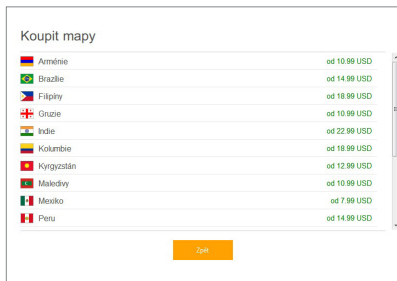 Koupit mapy
Arménie od 10.99 USD
Brazílie od 14.99 USD
Filipíny od 18.99 USD
Gruzie od 10.99 USD
Indie od 22.99 USD
Kolumbie od 18.99 USD
Kyrgyzstán od 12.99 USD
Maledivy od 10.99 USD
Mexiko od 7.99 USD
Peru od 14.99 USD
Zpět